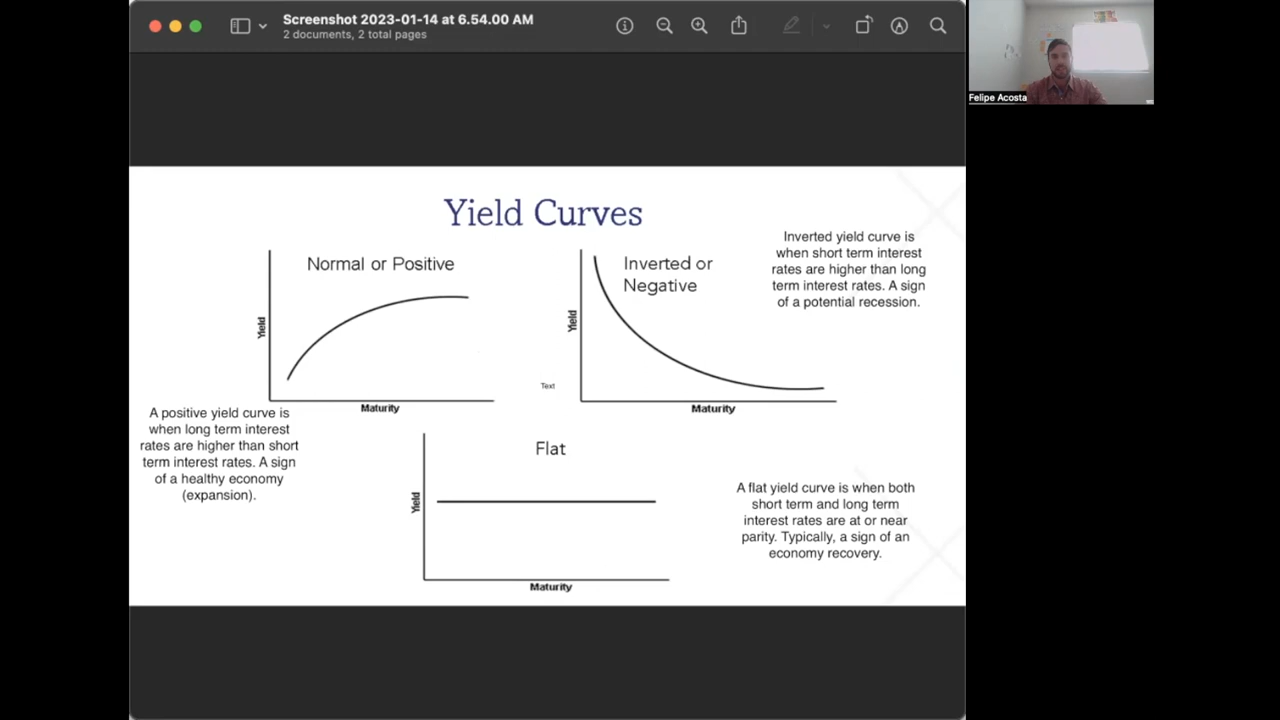 Screenshot 2023-01-14 at 6.54.00 AM
2 documents, 2 total pages
Felipe Acosta
Yield Curves
Normal or Positive
Yield
Maturity
Inverted or
Negative
Yield
Text
Maturity
Inverted yield curve is
when short term interest
rates are higher than long
term interest rates. A sign
of a potential recession.
A positive yield curve is
when long term interest
rates are higher than short
term interest rates. A sign
of a healthy economy
(expansion).
Flat
Yield
Maturity
A flat yield curve is when both
short term and long term
interest rates are at or near
parity. Typically, a sign of an
economy recovery.